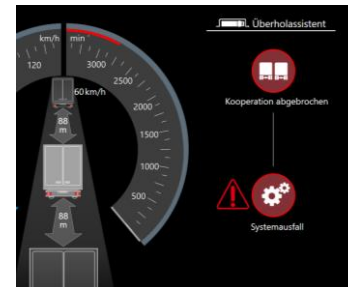 km/h
min
120
3000
2500
2000
1500
1000
500
60 km/h
88
m
88
m
Überholassistent
Kooperation abgebrochen
Systemausfall